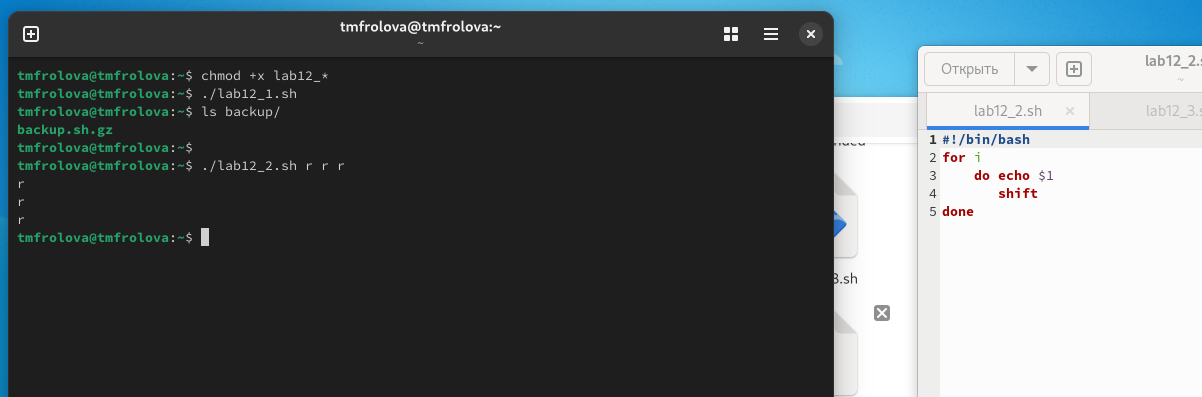 tmfrolova@tmfrolova:~
~
tmfrolova@tmfrolova:~$ chmod +x lab12_*
tmfrolova@tmfrolova:~$ ./lab12_1.sh
tmfrolova@tmfrolova:~$ ls backup/
backup.sh.gz
tmfrolova@tmfrolova:~$
tmfrolova@tmfrolova:~$ ./lab12_2.sh r r r
r
r
r
tmfrolova@tmfrolova:~$
3.sh
Открыть
lab12_2.s
~
lab12_2.sh
lab12_3.s
1 #!/bin/bash
2 for i
3 do echo $1
4 shift
5 done